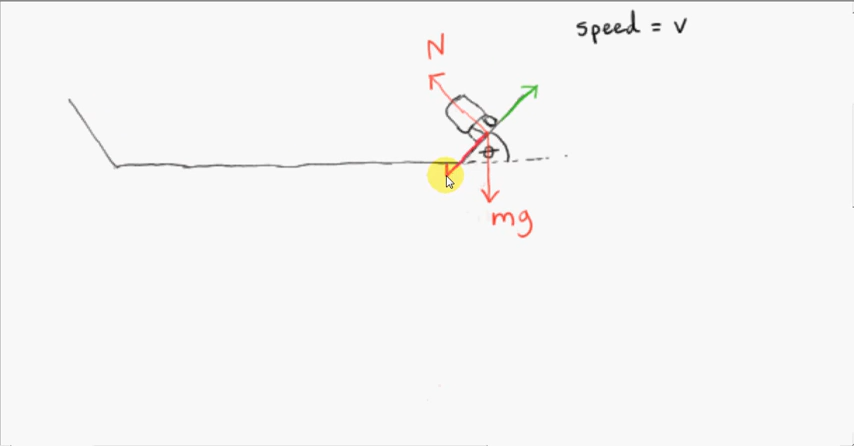 speed = v
N
θ
mg